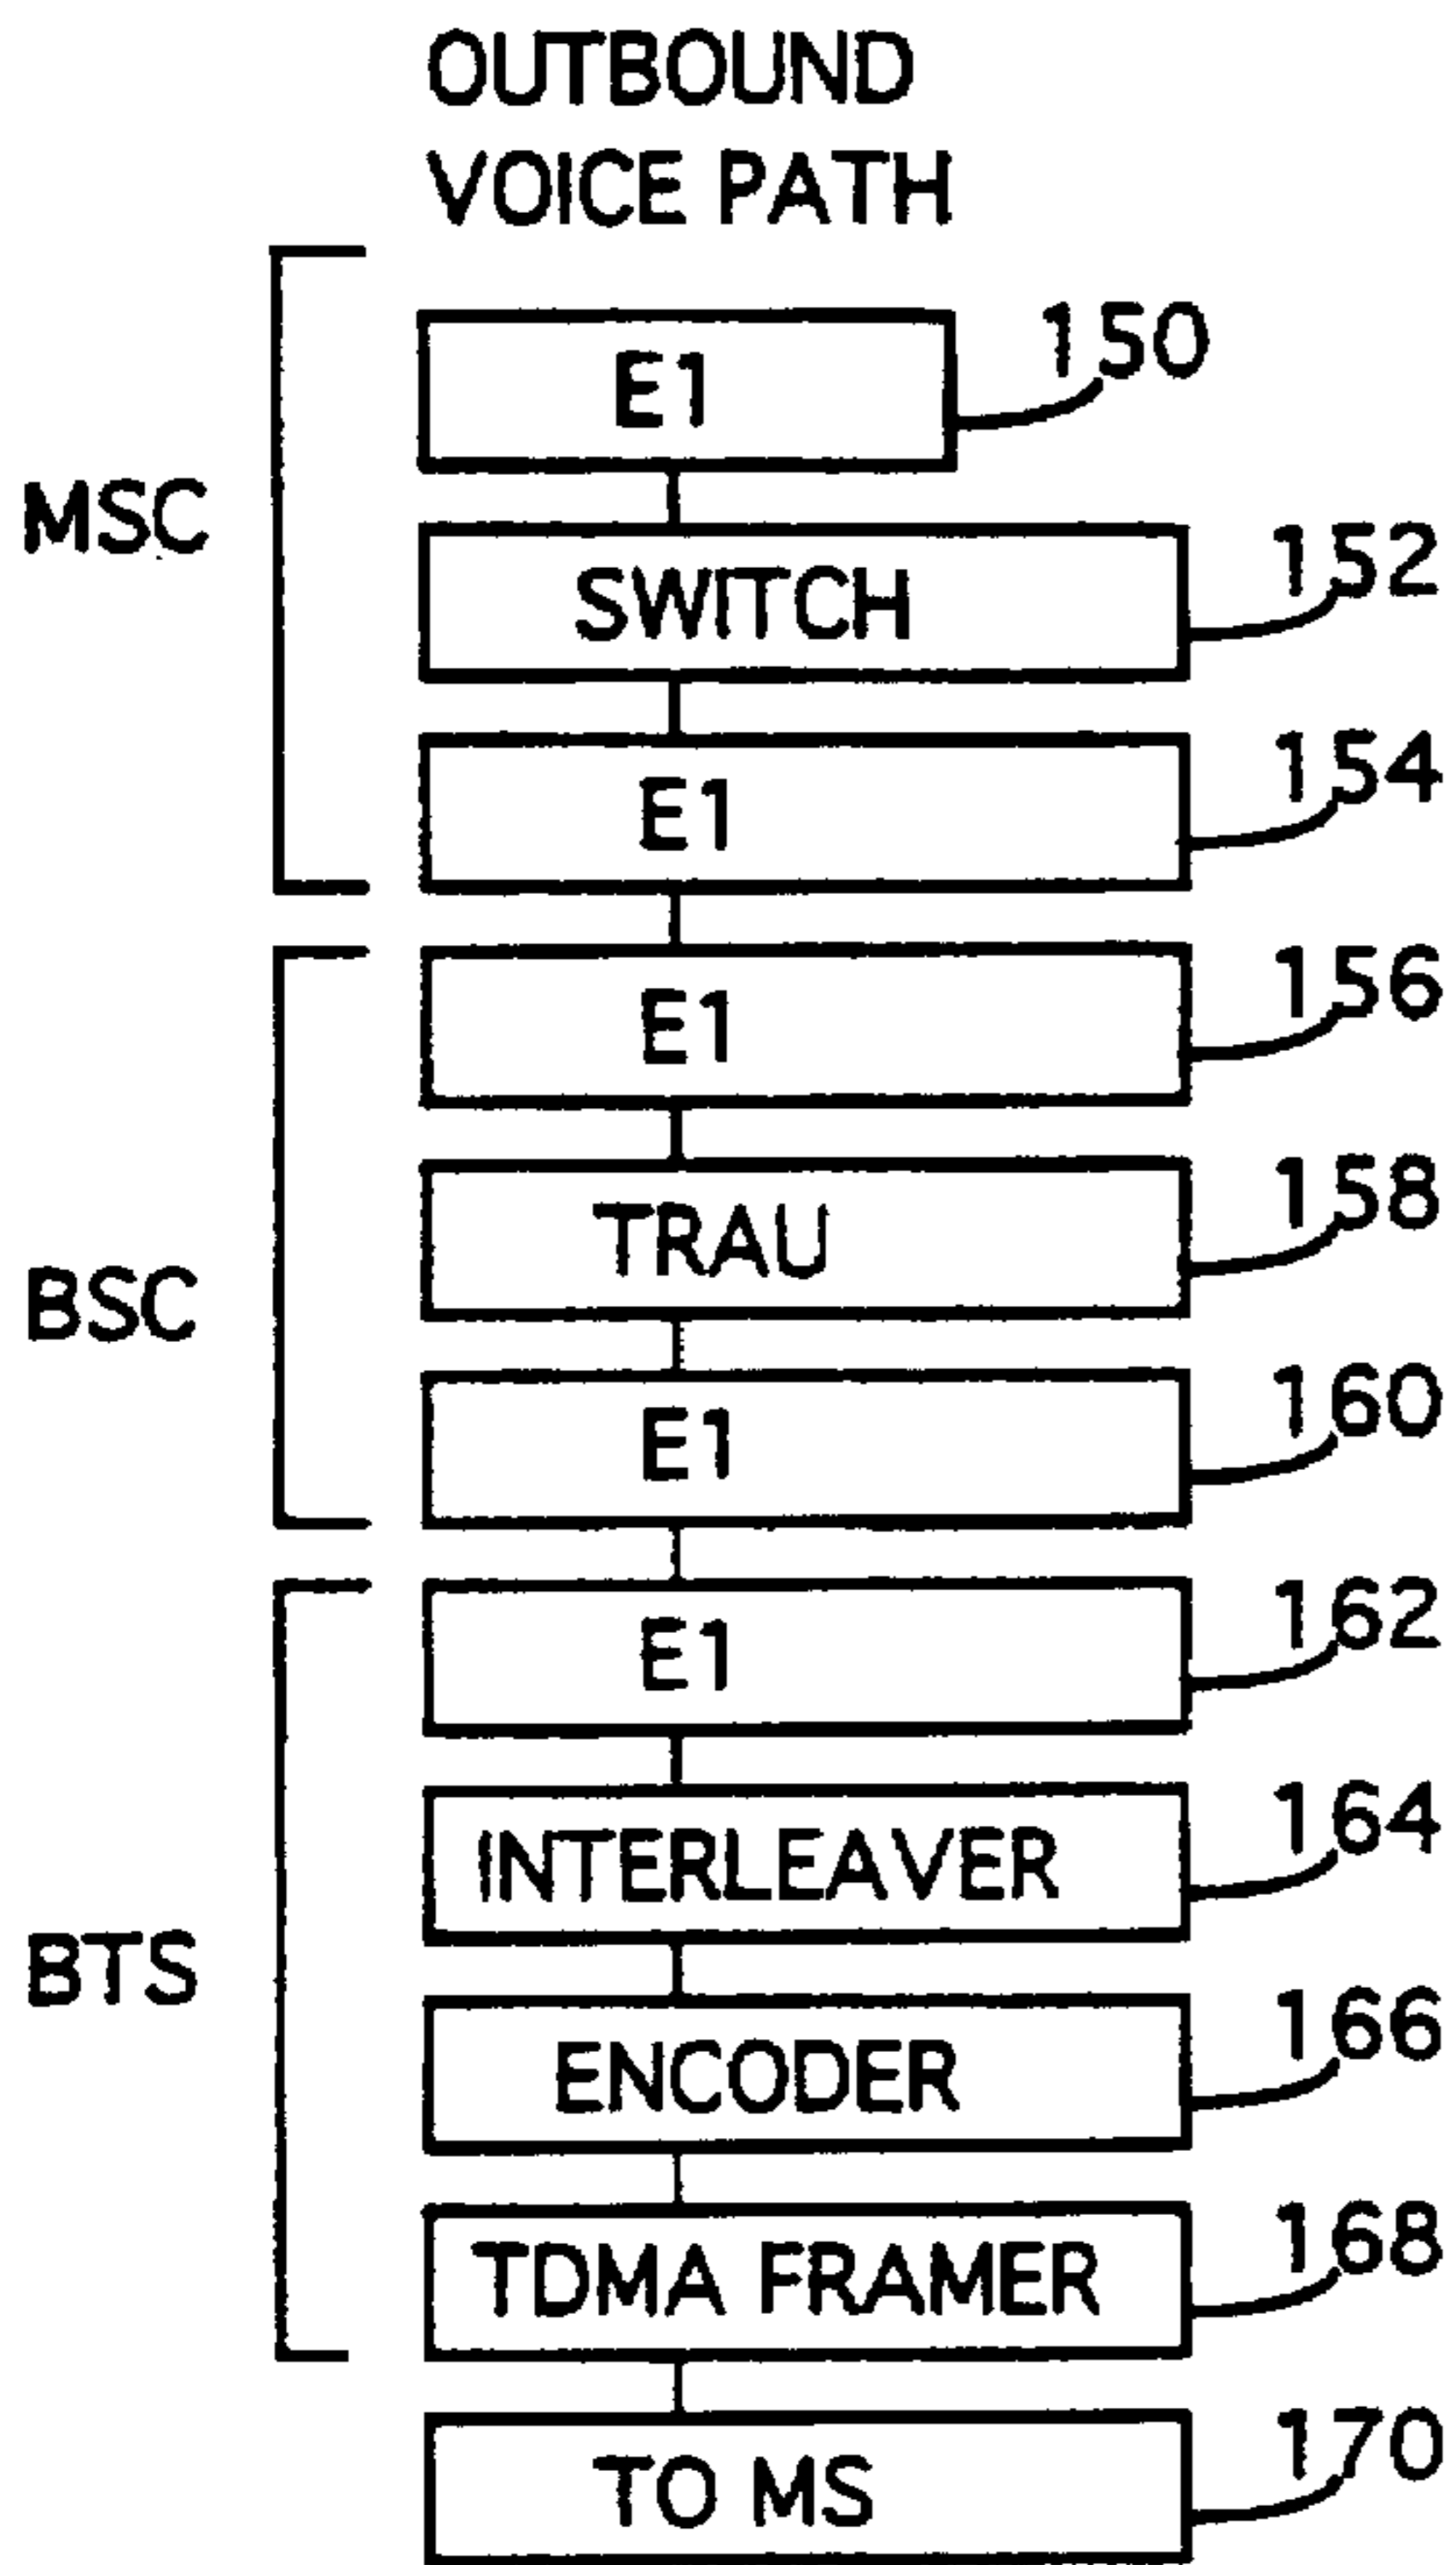 OUTBOUND
VOICE PATH
E1
150
MSC
SWITCH
152
E1
154
E1
156
BSC
TRAU
158
E1
160
E1
162
BTS
INTERLEAVER
164
ENCODER
166
TDMA FRAMER
168
TO MS
170